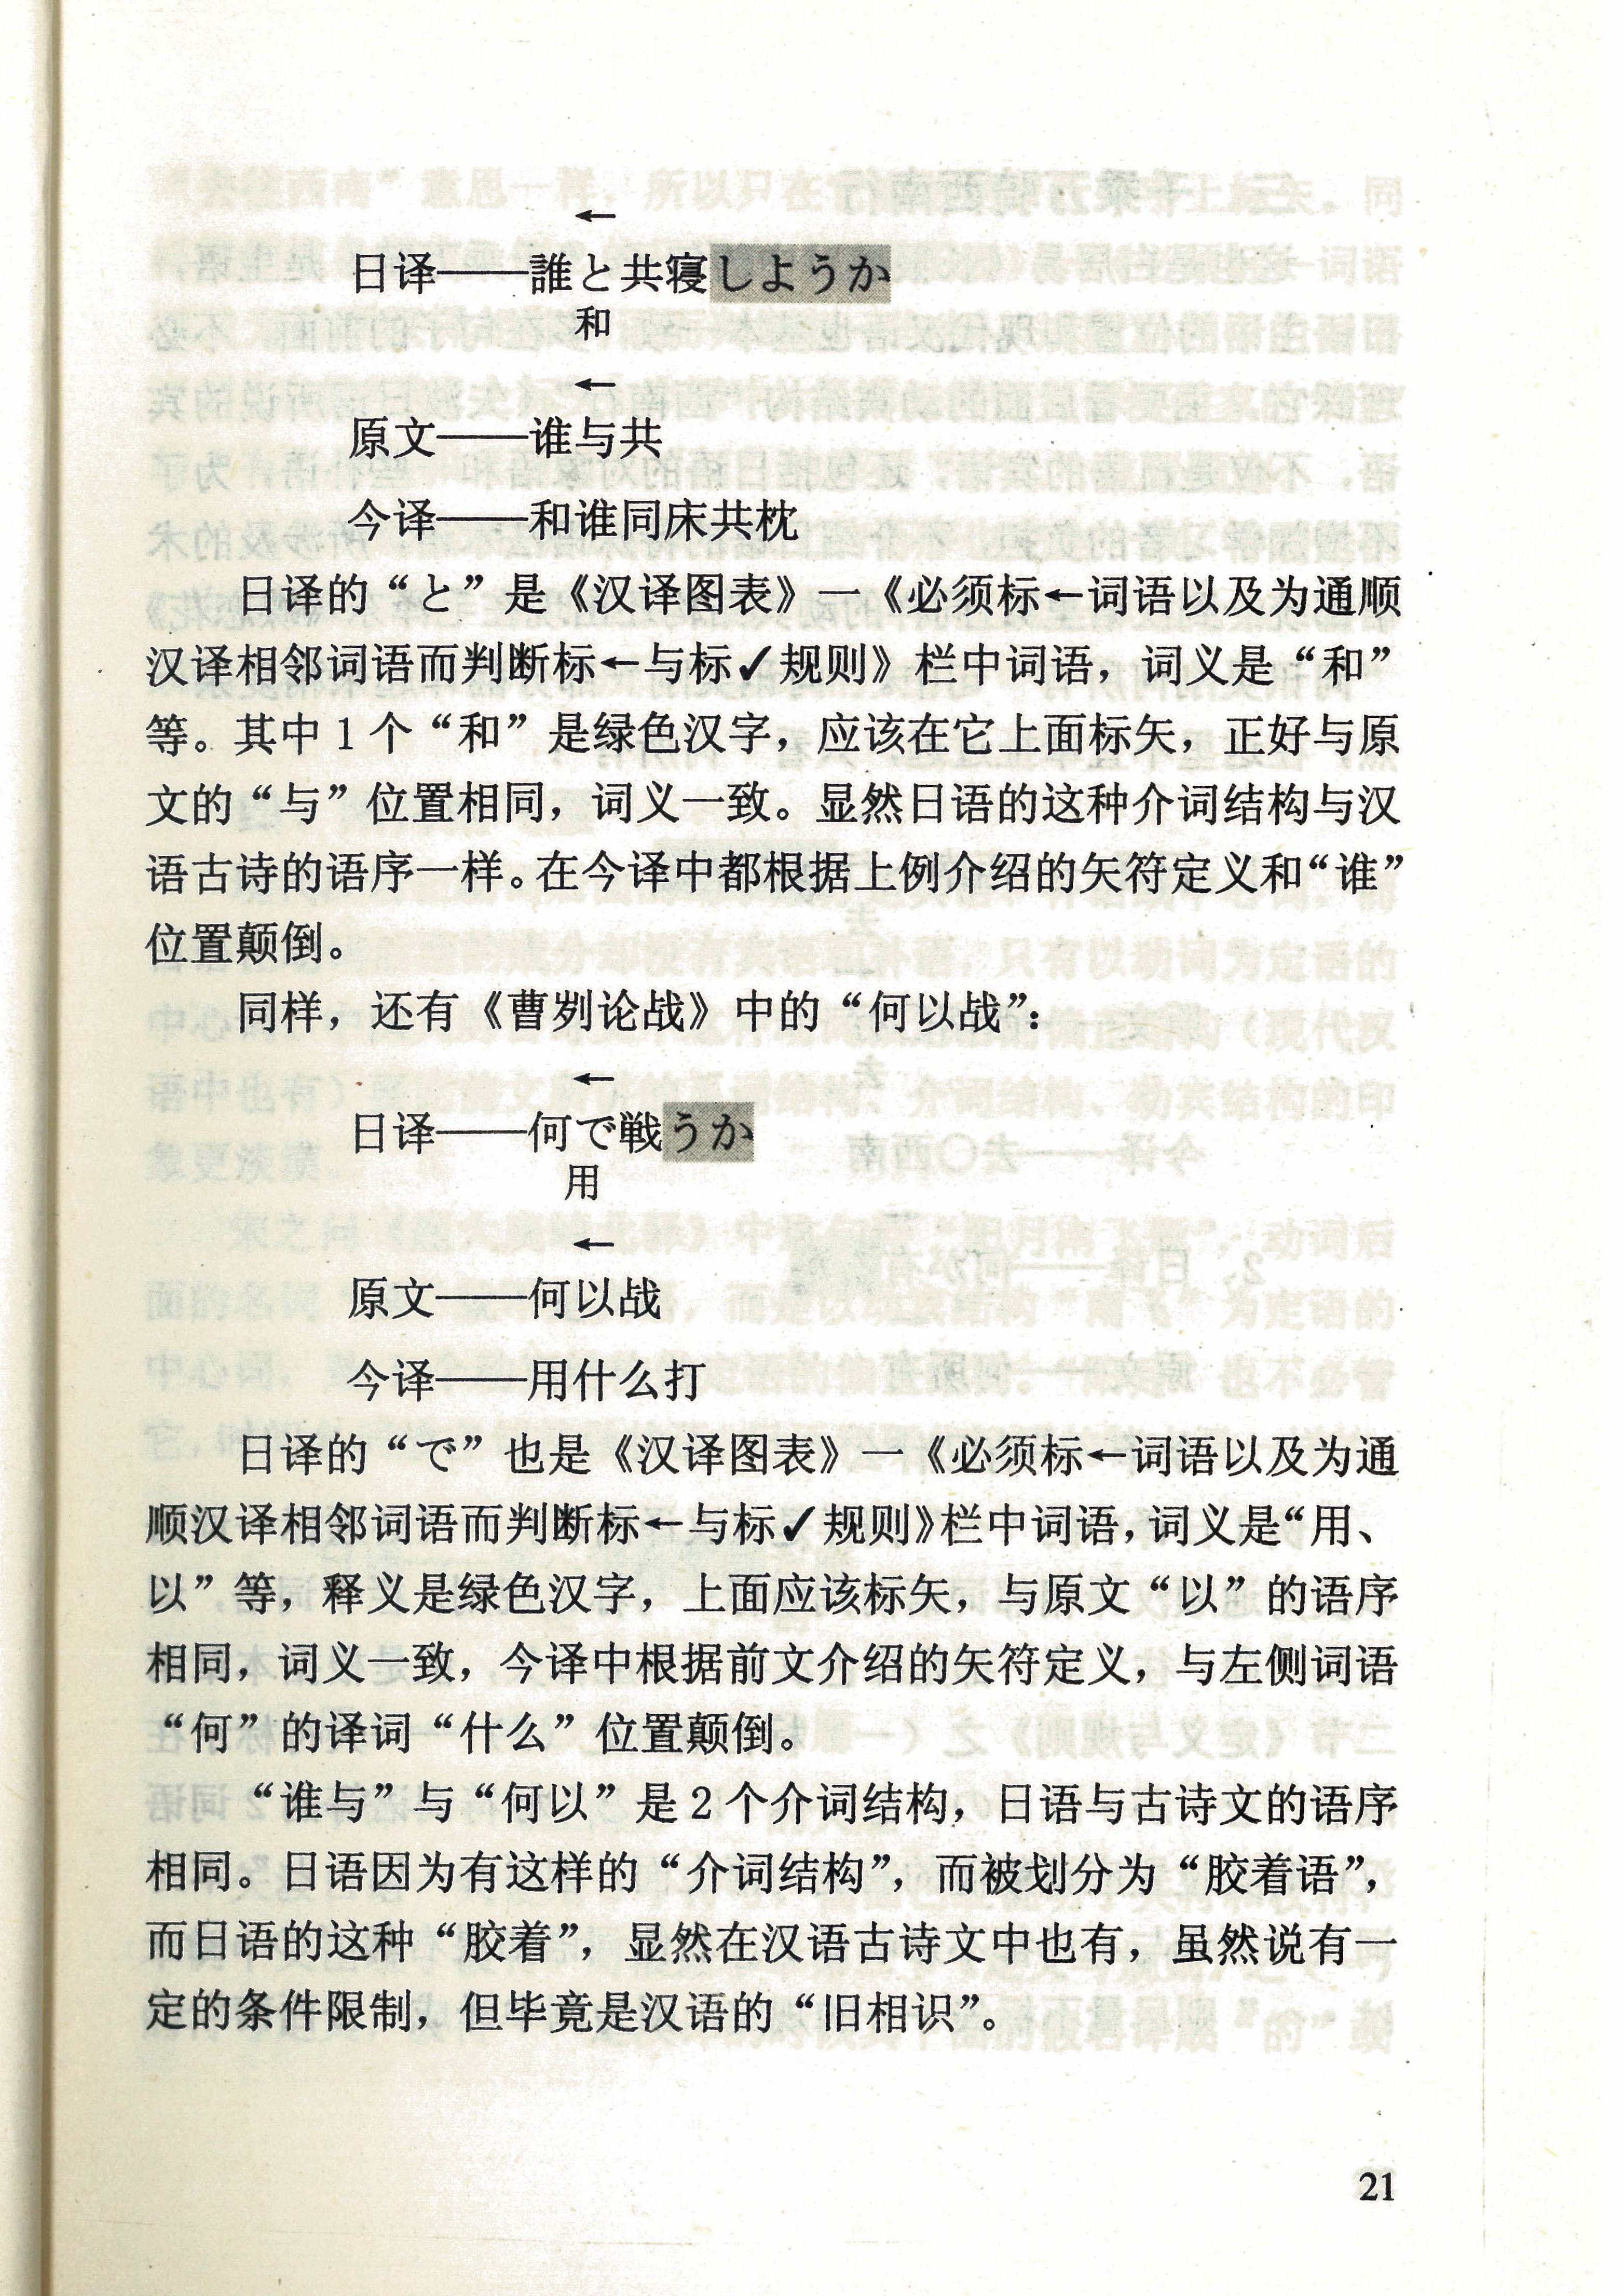 ←
日译——誰と共寝しようか
和
←
原文——谁与共
今译——和谁同床共枕
日译的“と”是《汉译图表》一《必须标←词语以及为通顺
汉译相邻词语而判断标←与标✓规则》栏中词语，词义是“和”
等。其中1个“和”是绿色汉字，应该在它上面标矢，正好与原
文的“与”位置相同，词义一致。显然日语的这种介词结构与汉
语古诗的语序一样。在今译中都根据上例介绍的矢符定义和“谁”
位置颠倒。
同样，还有《曹刿论战》中的“何以战”：
←
日译——何で戦うか
用
←
原文——何以战
今译——用什么打
日译的“で”也是《汉译图表》一《必须标←词语以及为通
顺汉译相邻词语而判断标←与标✓规则》栏中词语，词义是“用、
以”等，释义是绿色汉字，上面应该标矢，与原文“以”的语序
相同，词义一致，今译中根据前文介绍的矢符定义，与左侧词语
“何”的译词“什么”位置颠倒。
“谁与”与“何以”是2个介词结构，日语与古诗文的语序
相同。日语因为有这样的“介词结构”，而被划分为“胶着语”，
而日语的这种“胶着”，显然在汉语古诗文中也有，虽然说有一
定的条件限制，但毕竟是汉语的“旧相识”。
21